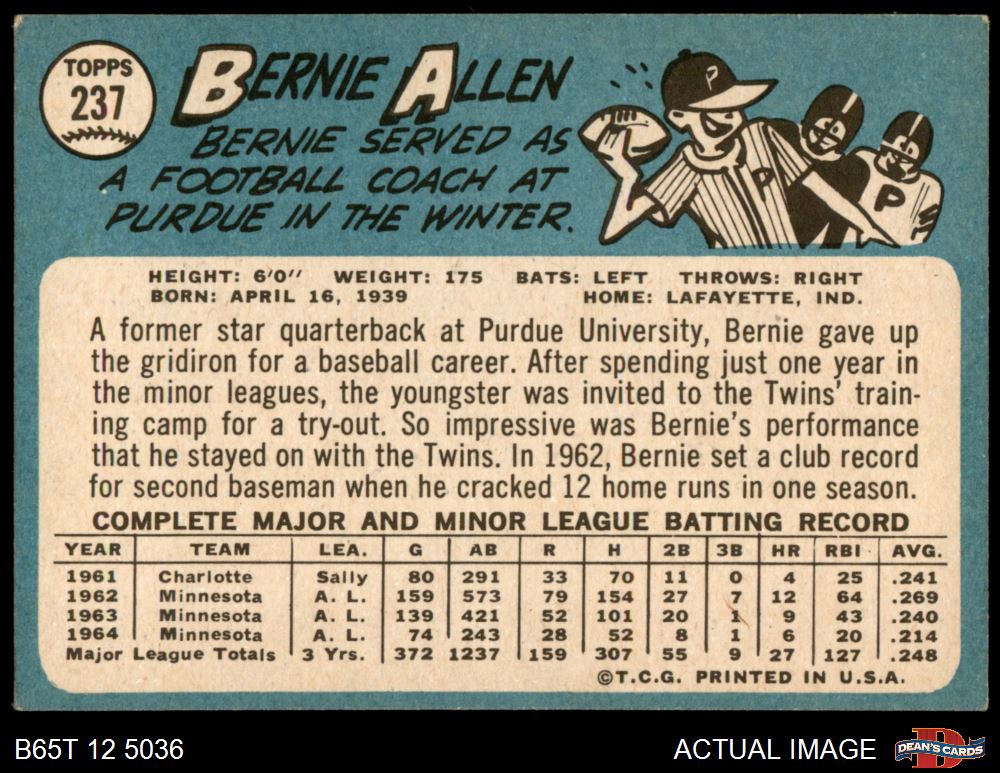 TOPPS
237
BERNIE ALLEN
BERNIE SERVED AS
A FOOTBALL COACH AT
PURDUE IN THE WINTER.
P
P
P
HEIGHT: 6'0" WEIGHT: 175 BATS: LEFT THROWS: RIGHT
BORN: APRIL 16, 1939 HOME: LAFAYETTE, IND.
A former star quarterback at Purdue University, Bernie gave up
the gridiron for a baseball career. After spending just one year in
the minor leagues, the youngster was invited to the Twins' train-
ing camp for a try-out. So impressive was Bernie's performance
that he stayed on with the Twins. In 1962, Bernie set a club record
for second baseman when he cracked 12 home runs in one season.
COMPLETE MAJOR AND MINOR LEAGUE BATTING RECORD
YEAR TEAM LEA. G AB R H 2B 3B HR RBI AVG.
1961 Charlotte Sally 80 291 33 70 11 0 4 25 .241
1962 Minnesota A. L. 159 573 79 154 27 7 12 64 .269
1963 Minnesota A. L. 139 421 52 101 20 1 9 43 .240
1964 Minnesota A. L. 74 243 28 52 8 1 6 20 .214
Major League Totals 3 Yrs. 372 1237 159 307 55 9 27 127 .248
©T.C.G. PRINTED IN U.S.A.
B65T 12 5036 ACTUAL IMAGE DEAN'S CARDS